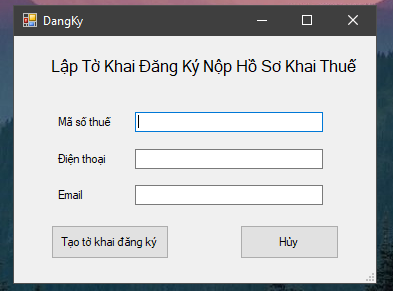 DangKy
Lập Tờ Khai Đăng Ký Nộp Hồ Sơ Khai Thuế
Mã số thuế
Điện thoại
Email
Tạo tờ khai đăng ký
Hủy